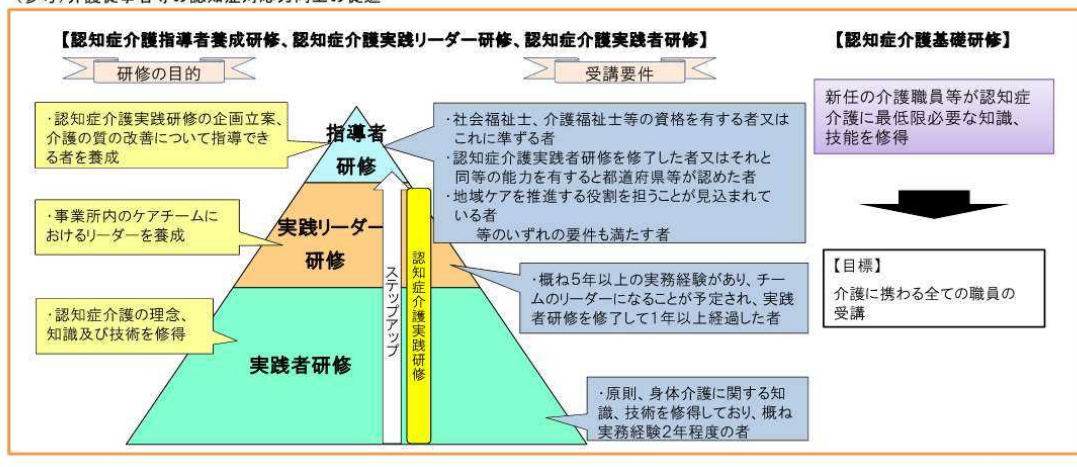 (参考)介護従事者等の認知症対応力向上の促進
【認知症介護指導者養成研修、認知症介護実践リーダー研修、認知症介護実践者研修】
研修の目的
受講要件
・認知症介護実践研修の企画立案、
介護の質の改善について指導でき
る者を養成
・事業所内のケアチームに
おけるリーダーを養成
・認知症介護の理念、
知識及び技術を修得
指導者
研修
実践リーダー
研修
実践者研修
ステップアップ
認知症介護実践研修
・社会福祉士、介護福祉士等の資格を有する者又は
これに準ずる者
・認知症介護実践者研修を修了した者又はそれと
同等の能力を有すると都道府県等が認めた者
・地域ケアを推進する役割を担うことが見込まれて
いる者
等のいずれの要件も満たす者
・概ね5年以上の実務経験があり、チー
ムのリーダーになることが予定され、実践
者研修を修了して1年以上経過した者
・原則、身体介護に関する知
識、技術を修得しており、概ね
実務経験2年程度の者
【認知症介護基礎研修】
新任の介護職員等が認知症
介護に最低限必要な知識、
技能を修得
【目標】
介護に携わる全ての職員の
受講